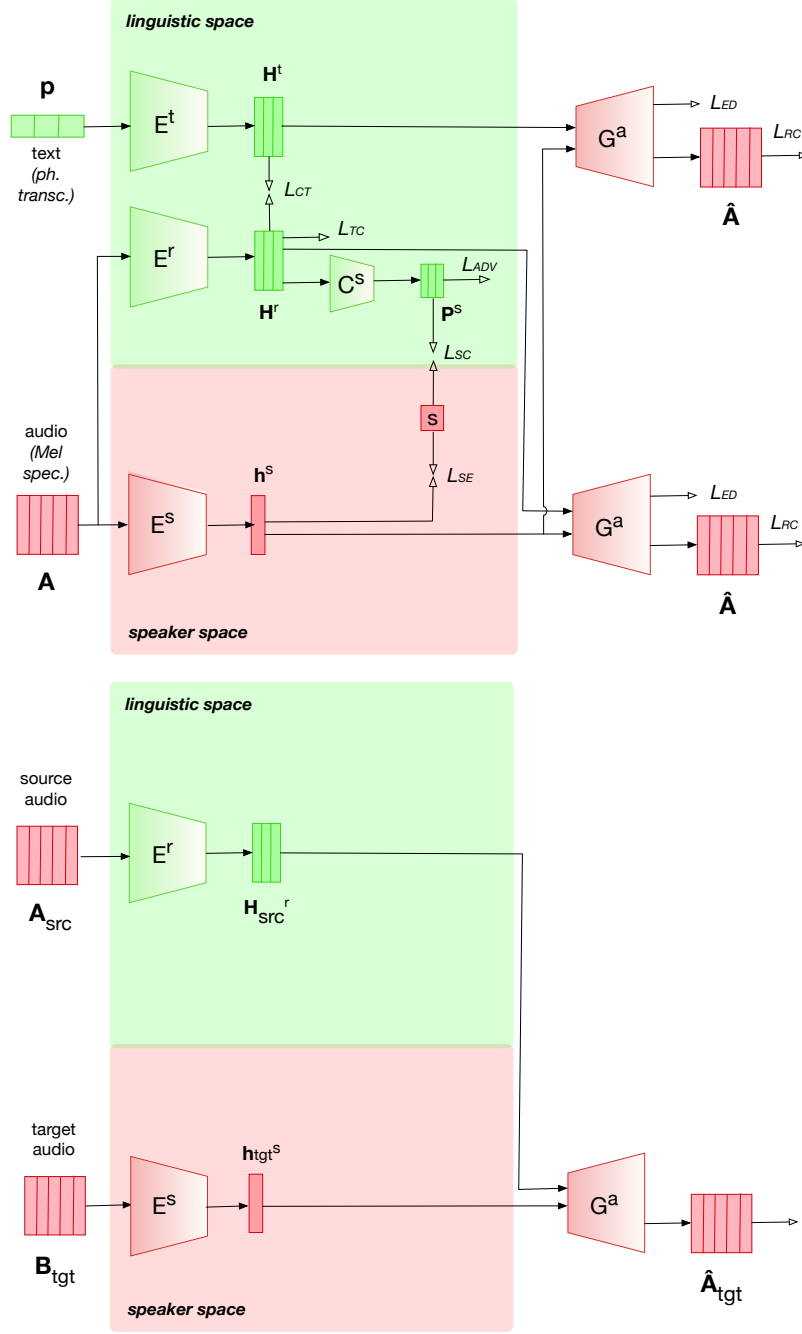 linguistic space
p
text
(ph.
transc.)
E^t
H^t
L_CT
G^a
L_ED
L_RC
Â
E^r
H^r
L_TC
C^s
P^s
L_ADV
L_SC
s
L_SE
audio
(Mel
spec.)
A
E^s
h^s
G^a
L_ED
L_RC
Â
speaker space
linguistic space
source
audio
A_src
E^r
H_src^r
target
audio
B_tgt
E^s
h_tgt^s
G^a
Â_tgt
speaker space